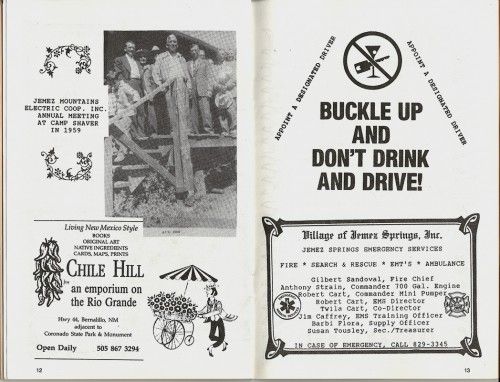 JEMEZ MOUNTAINS
ELECTRIC COOP. INC.
ANNUAL MEETING
AT CAMP SHAVER
IN 1959
Living New Mexico Style
BOOKS
ORIGINAL ART
NATIVE INGREDIENTS
CARDS, MAPS, PRINTS
CHILE HILL
an emporium on
the Rio Grande
Hwy 44, Bernalillo, NM
adjacent to
Coronado State Park & Monument
Open Daily 505 867 3294
12
APPOINT A DESIGNATED DRIVER
APPOINT A DESIGNATED DRIVER
BUCKLE UP
AND
DON'T DRINK
AND DRIVE!
Village of Jemez Springs, Inc.
JEMEZ SPRINGS EMERGENCY SERVICES
FIRE * SEARCH & RESCUE * EMT'S * AMBULANCE
Gilbert Sandoval, Fire Chief
Anthony Strain, Commander 700 Gal. Engine
Robert Cart, Commander Mini Pumper
Robert Cart, EMS Director
Twila Cart, Co-Director
Jim Caffrey, EMS Training Officer
Barbi Flora, Supply Officer
Susan Tousley, Sec./Treasurer
IN CASE OF EMERGENCY, CALL 829-3345
13